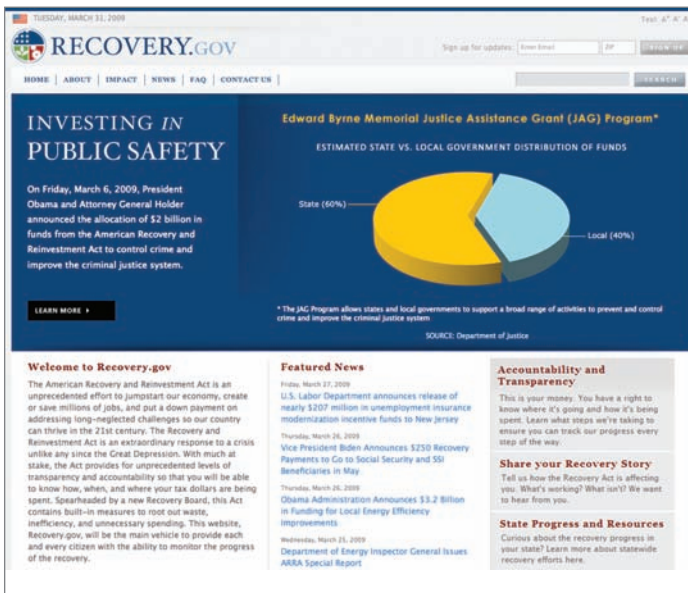 TUESDAY, MARCH 31, 2009
Text A+ A- A
RECOVERY.GOV
Sign up for updates: Enter Email ZIP SIGN UP
HOME | ABOUT | IMPACT | NEWS | FAQ | CONTACT US |
SEARCH
INVESTING IN
PUBLIC SAFETY
On Friday, March 6, 2009, President
Obama and Attorney General Holder
announced the allocation of $2 billion in
funds from the American Recovery and
Reinvestment Act to control crime and
improve the criminal justice system.
LEARN MORE
Edward Byrne Memorial Justice Assistance Grant (JAG) Program*
ESTIMATED STATE VS. LOCAL GOVERNMENT DISTRIBUTION OF FUNDS
State (60%)
Local (40%)
* The JAG Program allows states and local governments to support a broad range of activities to prevent and control
crime and improve the criminal justice system
SOURCE: Department of Justice
Welcome to Recovery.gov
The American Recovery and Reinvestment Act is an
unprecedented effort to jumpstart our economy, create
or save millions of jobs, and put a down payment on
addressing long-neglected challenges so our country
can thrive in the 21st century. The Recovery and
Reinvestment Act is an extraordinary response to a crisis
unlike any since the Great Depression. With much at
stake, the Act provides for unprecedented levels of
transparency and accountability so that you will be able
to know how, when, and where your tax dollars are being
spent. Spearheaded by a new Recovery Board, this Act
contains built-in measures to root out waste,
inefficiency, and unnecessary spending. This website,
Recovery.gov, will be the main vehicle to provide each
and every citizen with the ability to monitor the progress
of the recovery.
Featured News
Friday, March 27, 2009
U.S. Labor Department announces release of
nearly $207 million in unemployment insurance
modernization incentive funds to New Jersey
Thursday, March 26, 2009
Vice President Biden Announces $250 Recovery
Payments to Go to Social Security and SSI
Beneficiaries in May
Thursday, March 26, 2009
Obama Administration Announces $3.2 Billion
in Funding for Local Energy Efficiency
Improvements
Wednesday, March 25, 2009
Department of Energy Inspector General Issues
ARRA Special Report
Accountability and
Transparency
This is your money. You have a right to
know where it's going and how it's being
spent. Learn what steps we're taking to
ensure you can track our progress every
step of the way.
Share your Recovery Story
Tell us how the Recovery Act is affecting
you. What's working? What isn't? We want
to hear from you.
State Progress and Resources
Curious about the recovery progress in
your state? Learn more about statewide
recovery efforts here.